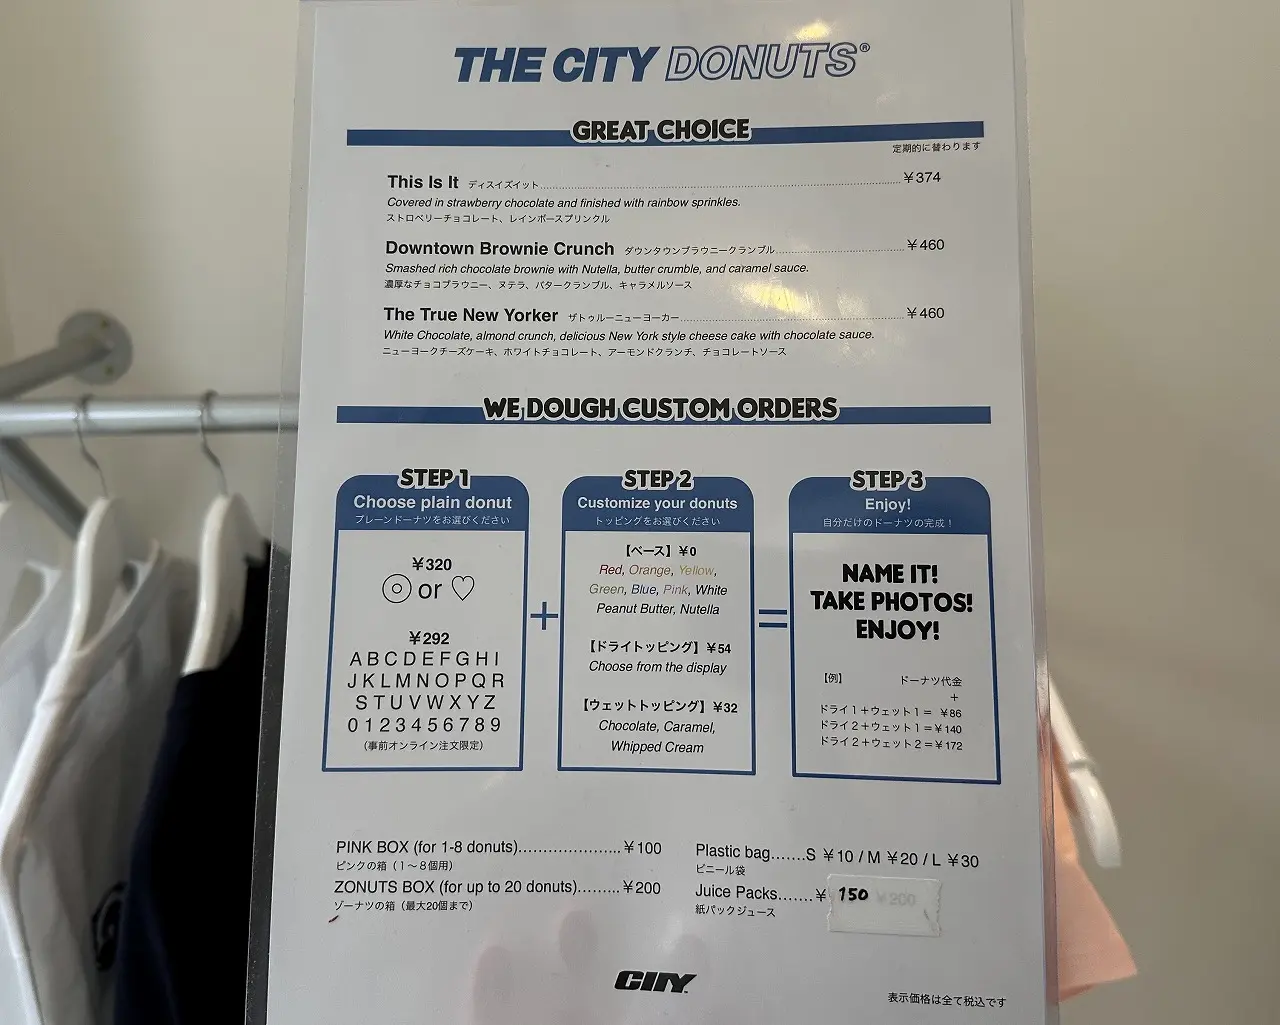 THE CITY DONUTS®
GREAT CHOICE
定期的に替わります
This Is It ディスイズイット ¥374
Covered in strawberry chocolate and finished with rainbow sprinkles.
ストロベリーチョコレート、レインボースプリンクル
Downtown Brownie Crunch ダウンタウンブラウニークランブル ¥460
Smashed rich chocolate brownie with Nutella, butter crumble, and caramel sauce.
濃厚なチョコブラウニー、ヌテラ、バタークランブル、キャラメルソース
The True New Yorker ザトゥルーニューヨーカー ¥460
White Chocolate, almond crunch, delicious New York style cheese cake with chocolate sauce.
ニューヨークチーズケーキ、ホワイトチョコレート、アーモンドクランチ、チョコレートソース
WE DOUGH CUSTOM ORDERS
STEP 1
Choose plain donut
プレーンドーナツをお選びください
¥320
or
¥292
A B C D E F G H I
J K L M N O P Q R
S T U V W X Y Z
0 1 2 3 4 5 6 7 8 9
（事前オンライン注文限定）
+
STEP 2
Customize your donuts
トッピングをお選びください
【ベース】¥0
Red, Orange, Yellow,
Green, Blue, Pink, White
Peanut Butter, Nutella
【ドライトッピング】¥54
Choose from the display
【ウェットトッピング】¥32
Chocolate, Caramel,
Whipped Cream
=
STEP 3
Enjoy!
自分だけのドーナツの完成！
NAME IT!
TAKE PHOTOS!
ENJOY!
【例】 ドーナツ代金
+
ドライ１＋ウェット１＝ ¥86
ドライ２＋ウェット１＝¥140
ドライ２＋ウェット２＝¥172
PINK BOX (for 1-8 donuts)..................... ¥100
ピンクの箱（１〜８個用）
ZONUTS BOX (for up to 20 donuts)......... ¥200
ゾーナツの箱（最大20個まで）
Plastic bag.......S ¥10 / M ¥20 / L ¥30
ビニール袋
Juice Packs.......¥ 150 ¥200
紙パックジュース
CITY
表示価格は全て税込です